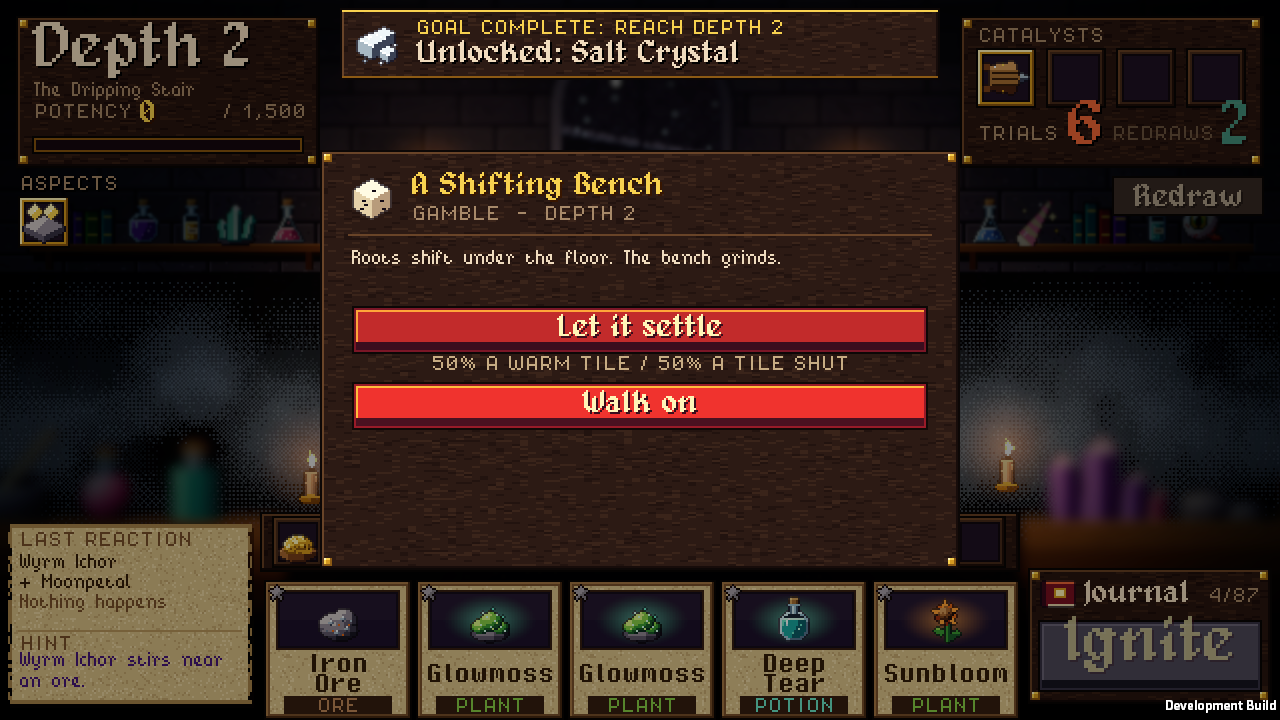 Depth 2
The Dripping Stair
POTENCY 0 / 1,500
ASPECTS
GOAL COMPLETE: REACH DEPTH 2
Unlocked: Salt Crystal
CATALYSTS
TRIALS 6 REDRAWS 2
Redraw
A Shifting Bench
GAMBLE - DEPTH 2
Roots shift under the floor. The bench grinds.
Let it settle
50% A WARM TILE / 50% A TILE SHUT
Walk on
LAST REACTION
Wyrm Ichor
+ Moonpetal
Nothing happens
HINT
Wyrm Ichor stirs near
an ore.
Iron
Ore
ORE
Glowmoss
PLANT
Glowmoss
PLANT
Deep
Tear
POTION
Sunbloom
PLANT
Journal 4/87
Ignite
Development Build